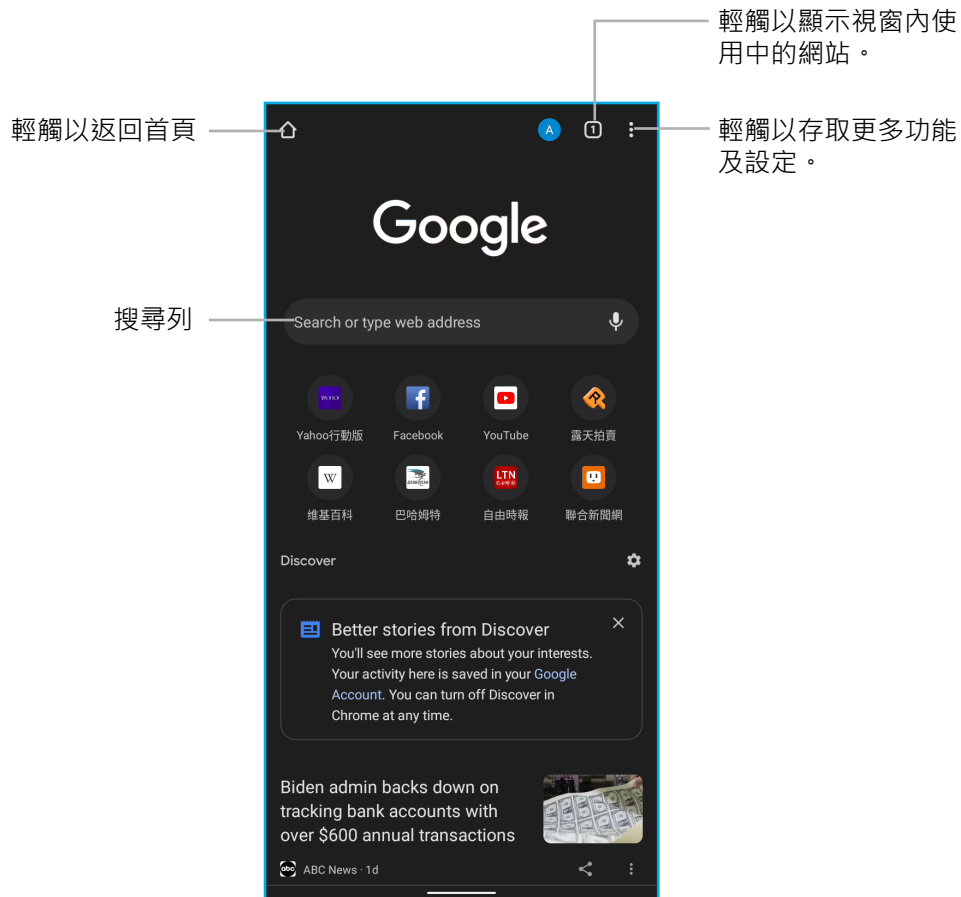 輕觸以顯示視窗內使
用中的網站。
輕觸以返回首頁
A
1
輕觸以存取更多功能
及設定。
Google
搜尋列
Search or type web address
YAHOO!
LTN
自由時報
Yahoo行動版
Facebook
YouTube
露天拍賣
W
维基百科
巴哈姆特
自由時報
聯合新聞網
Discover
Better stories from Discover
You'll see more stories about your interests.
Your activity here is saved in your Google
Account. You can turn off Discover in
Chrome at any time.
Biden admin backs down on
tracking bank accounts with
over $600 annual transactions
abc
ABC News · 1d